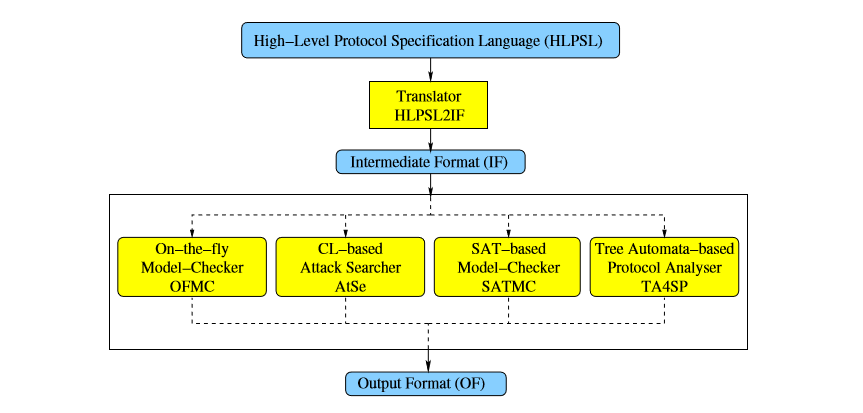 High–Level Protocol Specification Language (HLPSL)
Translator
HLPSL2IF
Intermediate Format (IF)
On–the–fly
Model–Checker
OFMC
CL–based
Attack Searcher
AtSe
SAT–based
Model–Checker
SATMC
Tree Automata–based
Protocol Analyser
TA4SP
Output Format (OF)